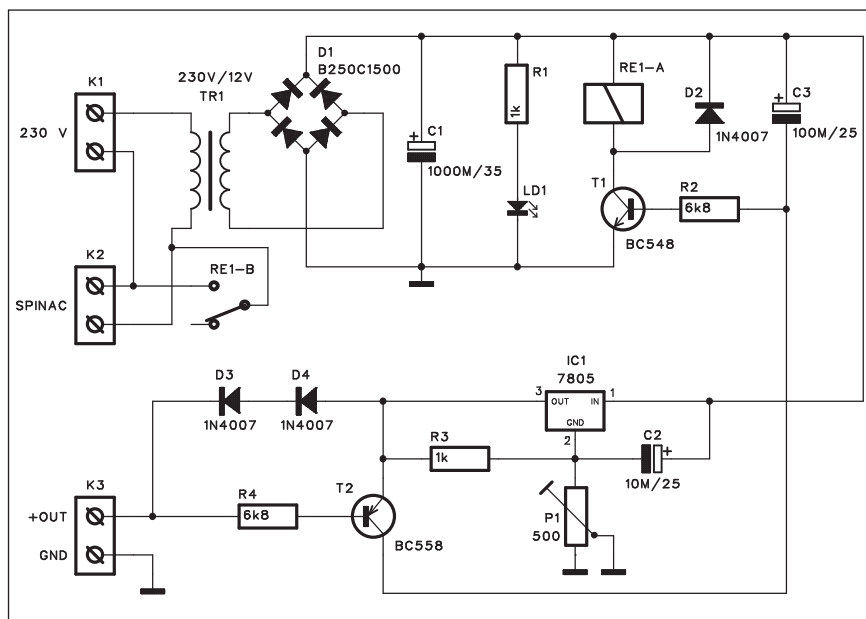 K1
230 V
230V/12V
TR1
D1
B250C1500
+
C1
1000M/35
R1
1k
LD1
RE1-A
D2
1N4007
+
C3
100M/25
T1
BC548
R2
6k8
K2
SPINAC
RE1-B
D3
1N4007
D4
1N4007
IC1
7805
3
OUT
IN
1
GND
2
R3
1k
C2
+
10M/25
K3
+OUT
GND
R4
6k8
T2
BC558
P1
500